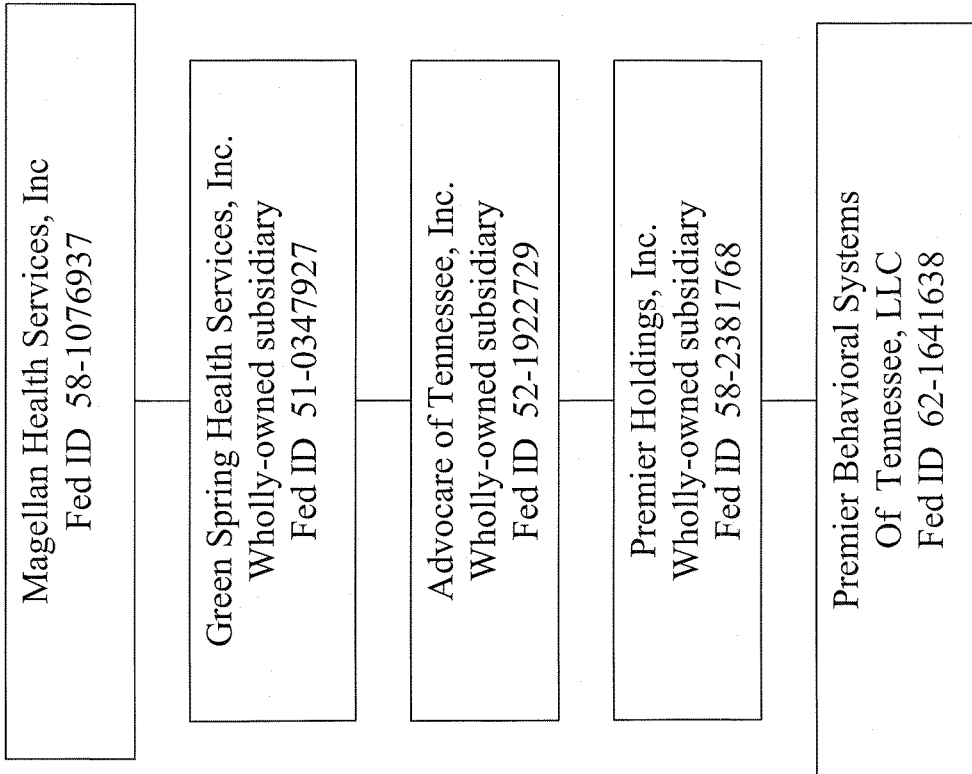 Magellan Health Services, Inc
Fed ID 58-1076937
Green Spring Health Services, Inc.
Wholly-owned subsidiary
Fed ID 51-0347927
Advocare of Tennessee, Inc.
Wholly-owned subsidiary
Fed ID 52-1922729
Premier Holdings, Inc.
Wholly-owned subsidiary
Fed ID 58-2381768
Premier Behavioral Systems
Of Tennessee, LLC
Fed ID 62-1641638